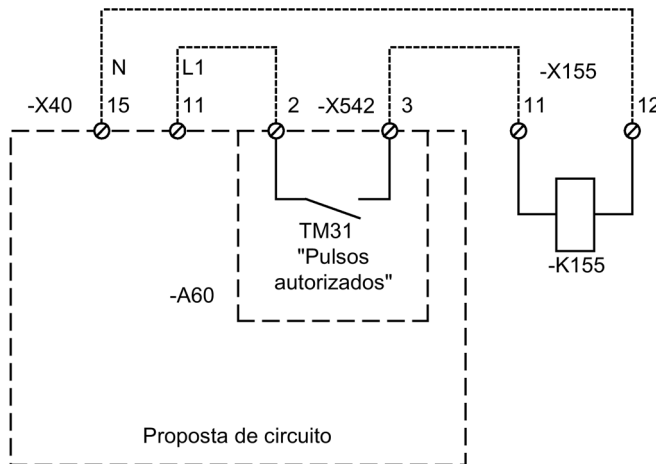 N
L1
-X155
-X40
15
11
2
-X542
3
11
12
TM31
"Pulsos
autorizados"
-K155
-A60
Proposta de circuito